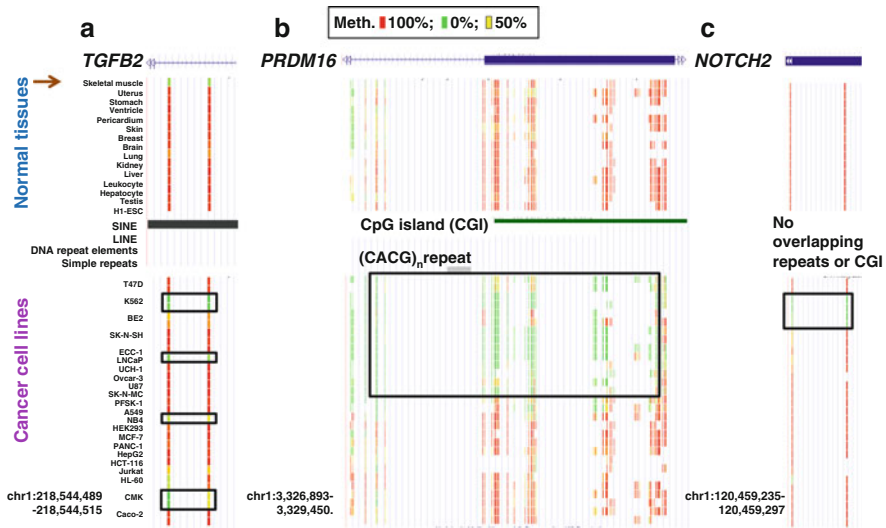 Meth. 100%; 0%; 50%
a
b
c
TGFB2
PRDM16
NOTCH2
Normal tissues
Skeletal muscle
Uterus
Stomach
Ventricle
Pericardium
Skin
Breast
Brain
Lung
Kidney
Liver
Leukocyte
Hepatocyte
Testis
H1-ESC
SINE
LINE
DNA repeat elements
Simple repeats
CpG island (CGI)
(CACG)n repeat
No
overlapping
repeats or CGI
Cancer cell lines
T47D
K562
BE2
SK-N-SH
ECC-1
LNCaP
UCH-1
Ovcar-3
U87
SK-N-MC
PFSK-1
A549
NB4
HEK293
MCF-7
PANC-1
HepG2
HCT-116
Jurkat
HL-60
CMK
Caco-2
chr1:218,544,489
-218,544,515
chr1:3,326,893-
3,329,450.
chr1:120,459,235-
120,459,297